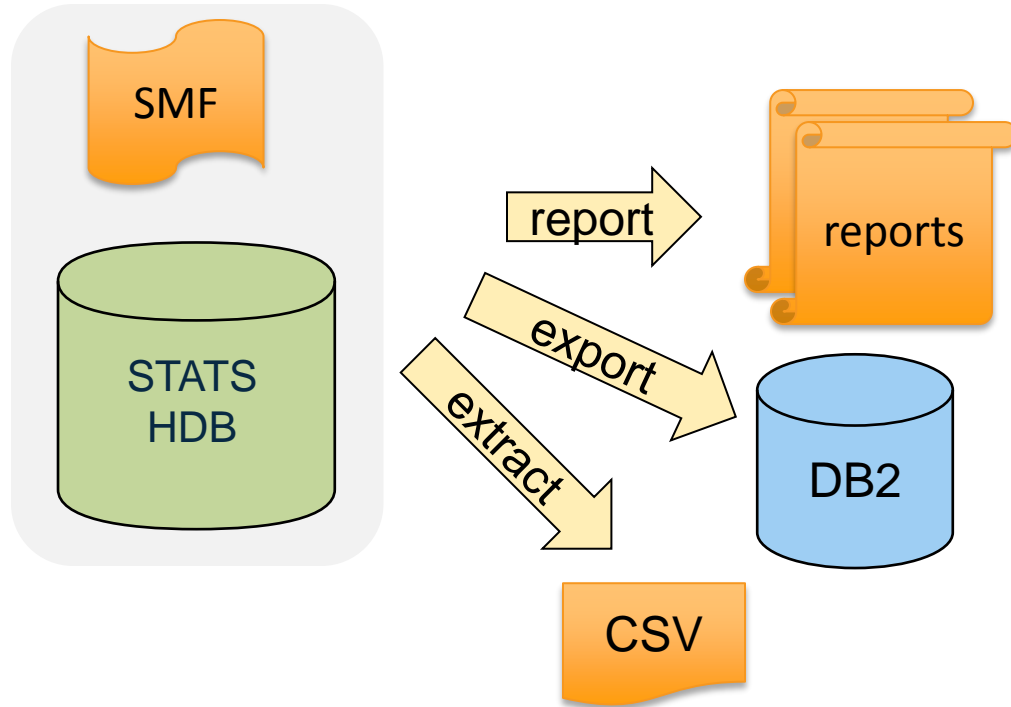 SMF
STATS
HDB
report
export
extract
reports
DB2
CSV